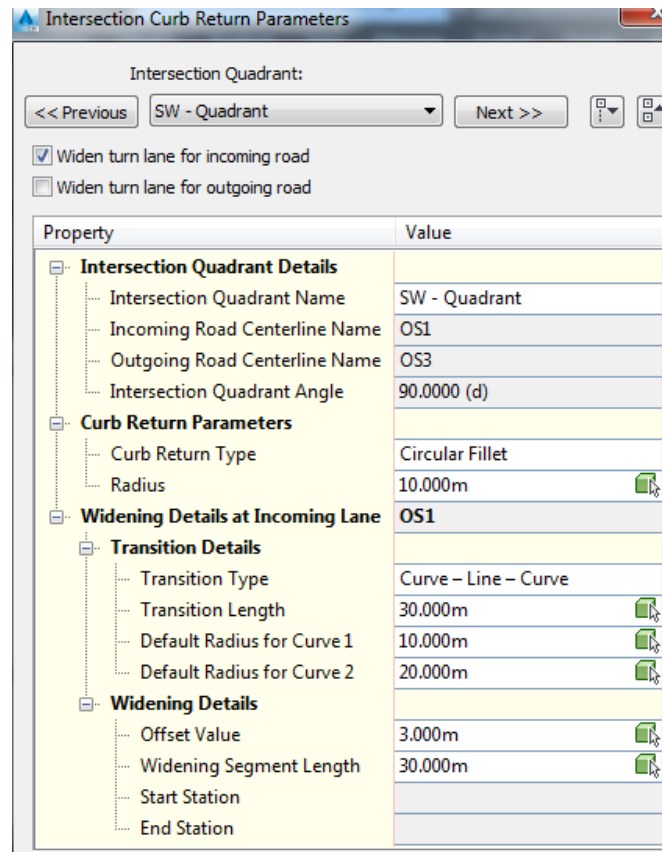 Intersection Curb Return Parameters
Intersection Quadrant:
<< Previous SW - Quadrant Next >>
Widen turn lane for incoming road
Widen turn lane for outgoing road
Property Value
Intersection Quadrant Details
Intersection Quadrant Name SW - Quadrant
Incoming Road Centerline Name OS1
Outgoing Road Centerline Name OS3
Intersection Quadrant Angle 90.0000 (d)
Curb Return Parameters
Curb Return Type Circular Fillet
Radius 10.000m
Widening Details at Incoming Lane OS1
Transition Details
Transition Type Curve – Line – Curve
Transition Length 30.000m
Default Radius for Curve 1 10.000m
Default Radius for Curve 2 20.000m
Widening Details
Offset Value 3.000m
Widening Segment Length 30.000m
Start Station
End Station